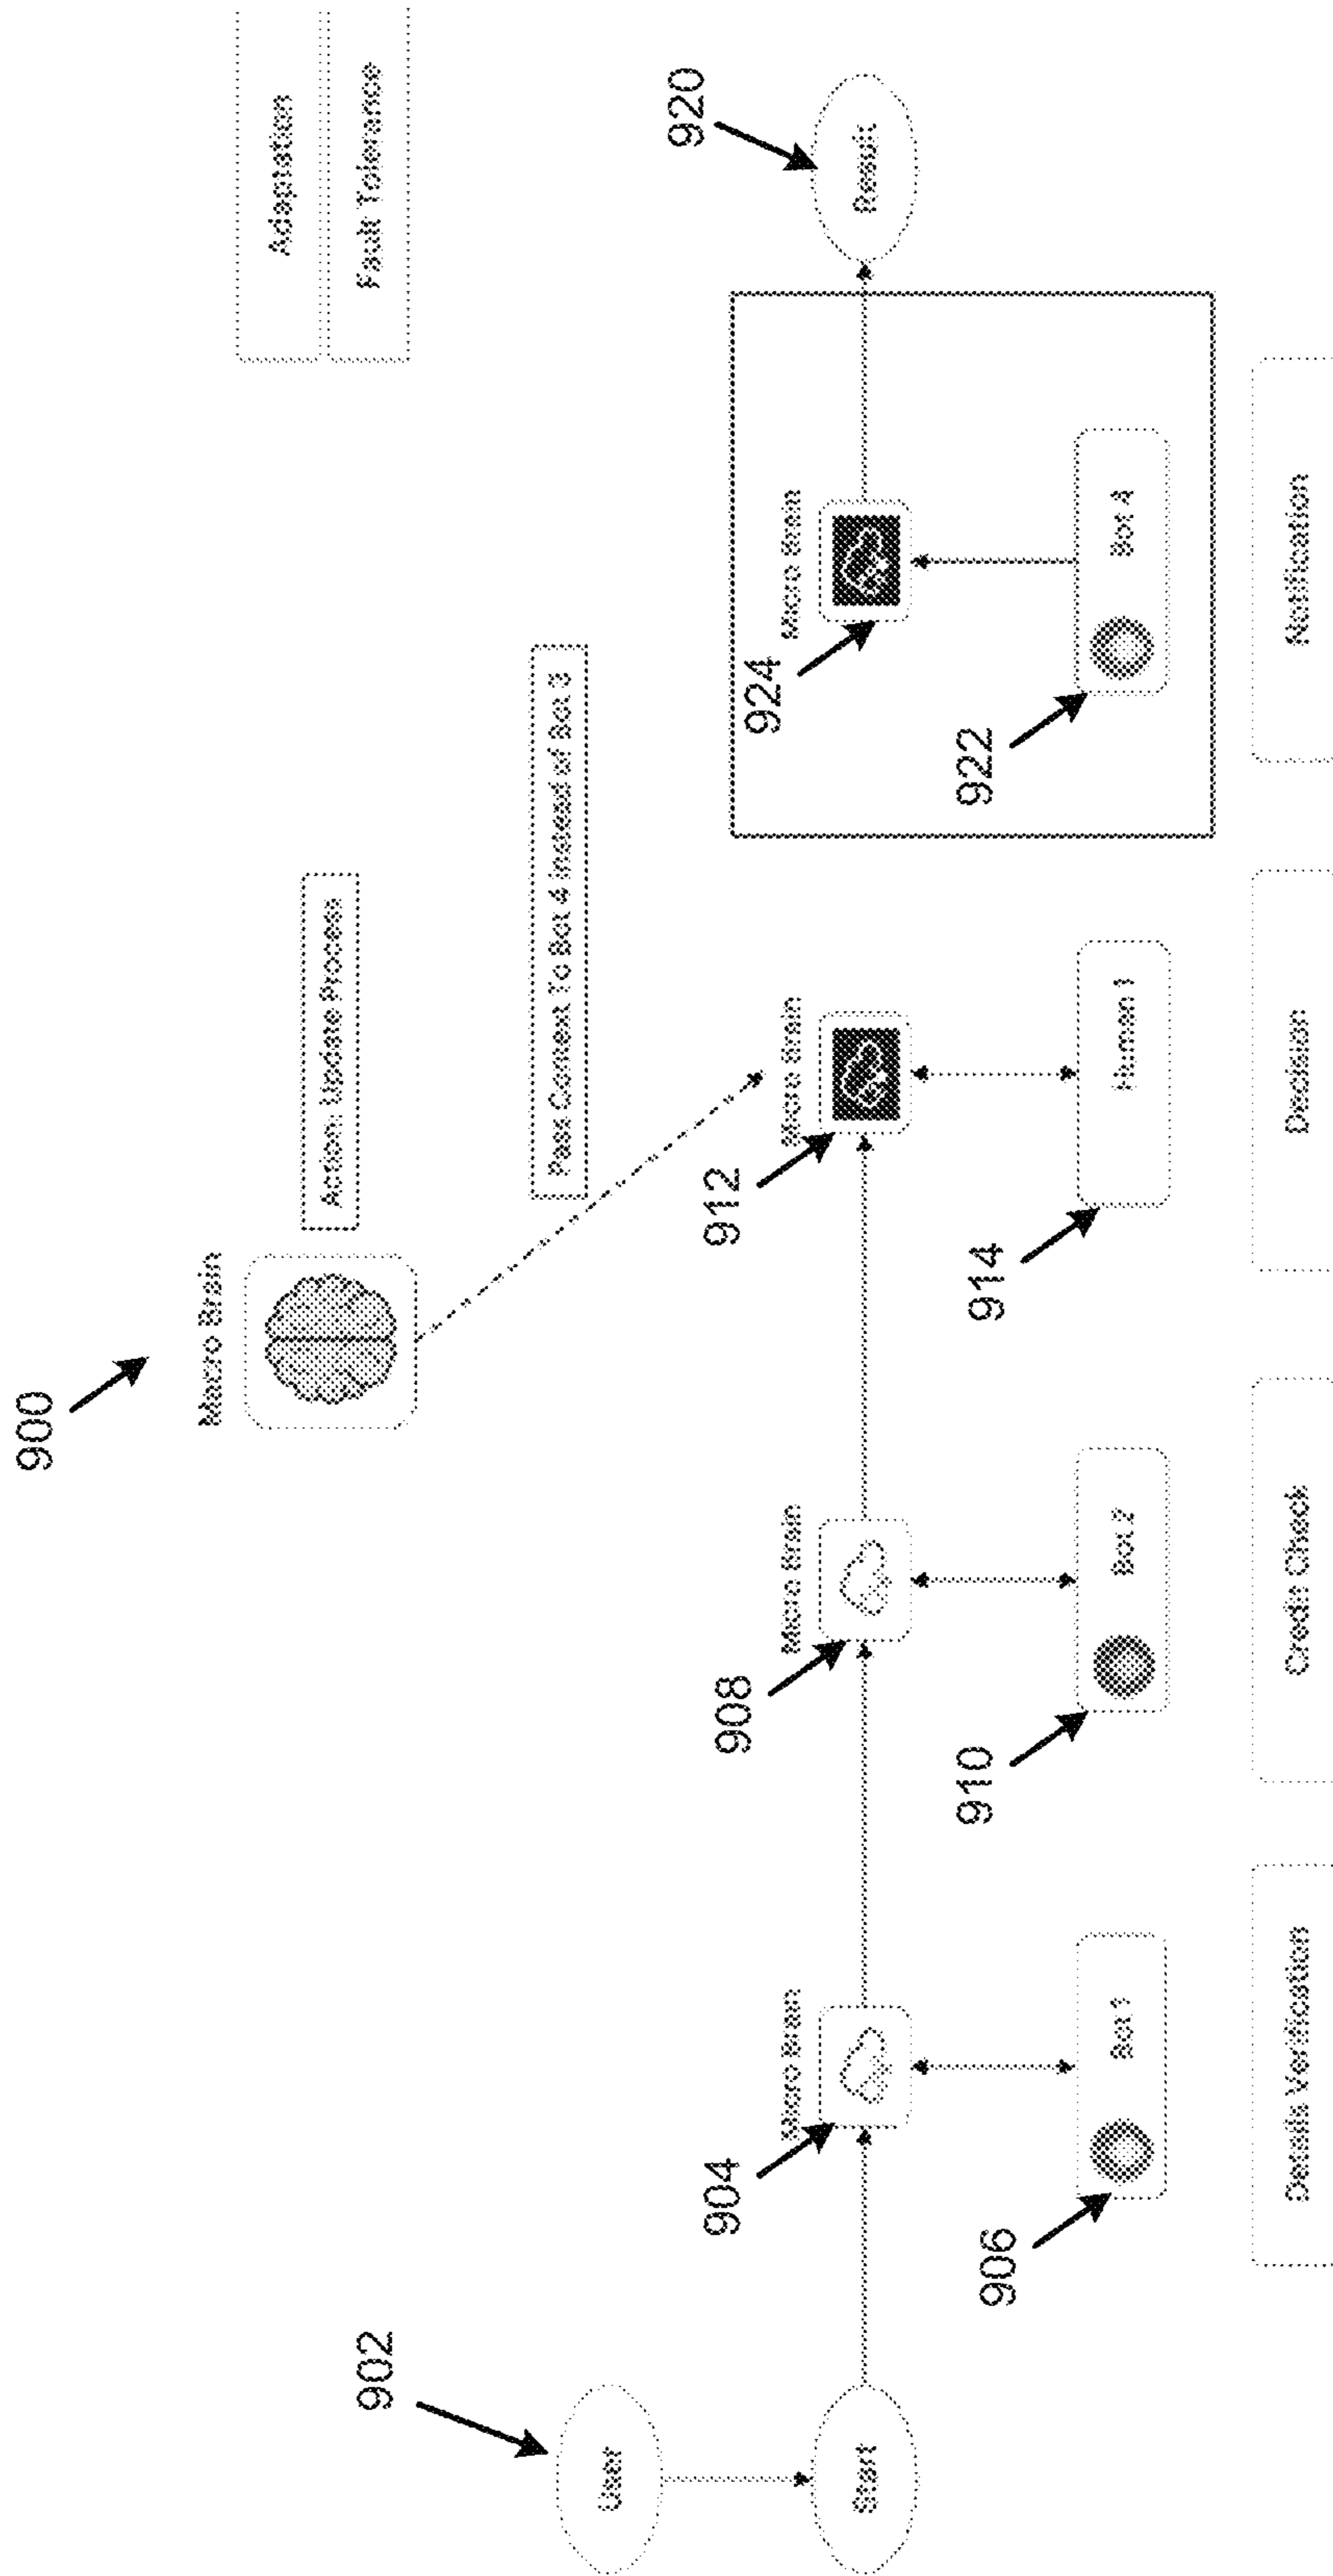 900
Macro Brain
Action: Update Process
Adaptation
Fault Tolerance
Pass Context To Bot 4 instead of Bot 3
902
User
Start
904
Micro Brain
908
Micro Brain
912
Micro Brain
924
Micro Brain
920
Result
906
Bot 1
910
Bot 2
914
Human 1
922
Bot 4
Details Verification
Credit Check
Decision
Notification